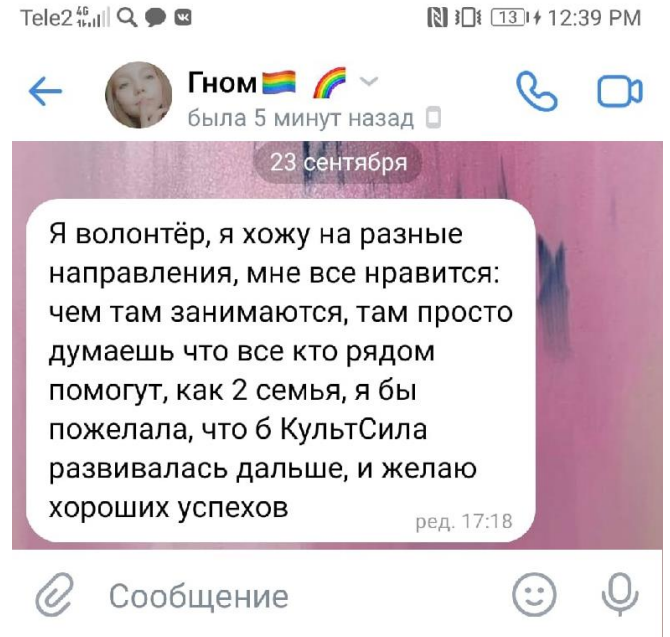 Tele2 4G 13 12:39 PM
Гном🏳️‍🌈 🌈
была 5 минут назад
23 сентября
Я волонтёр, я хожу на разные
направления, мне все нравится:
чем там занимаются, там просто
думаешь что все кто рядом
помогут, как 2 семья, я бы
пожелала, что б КультСила
развивалась дальше, и желаю
хороших успехов
ред. 17:18
Сообщение